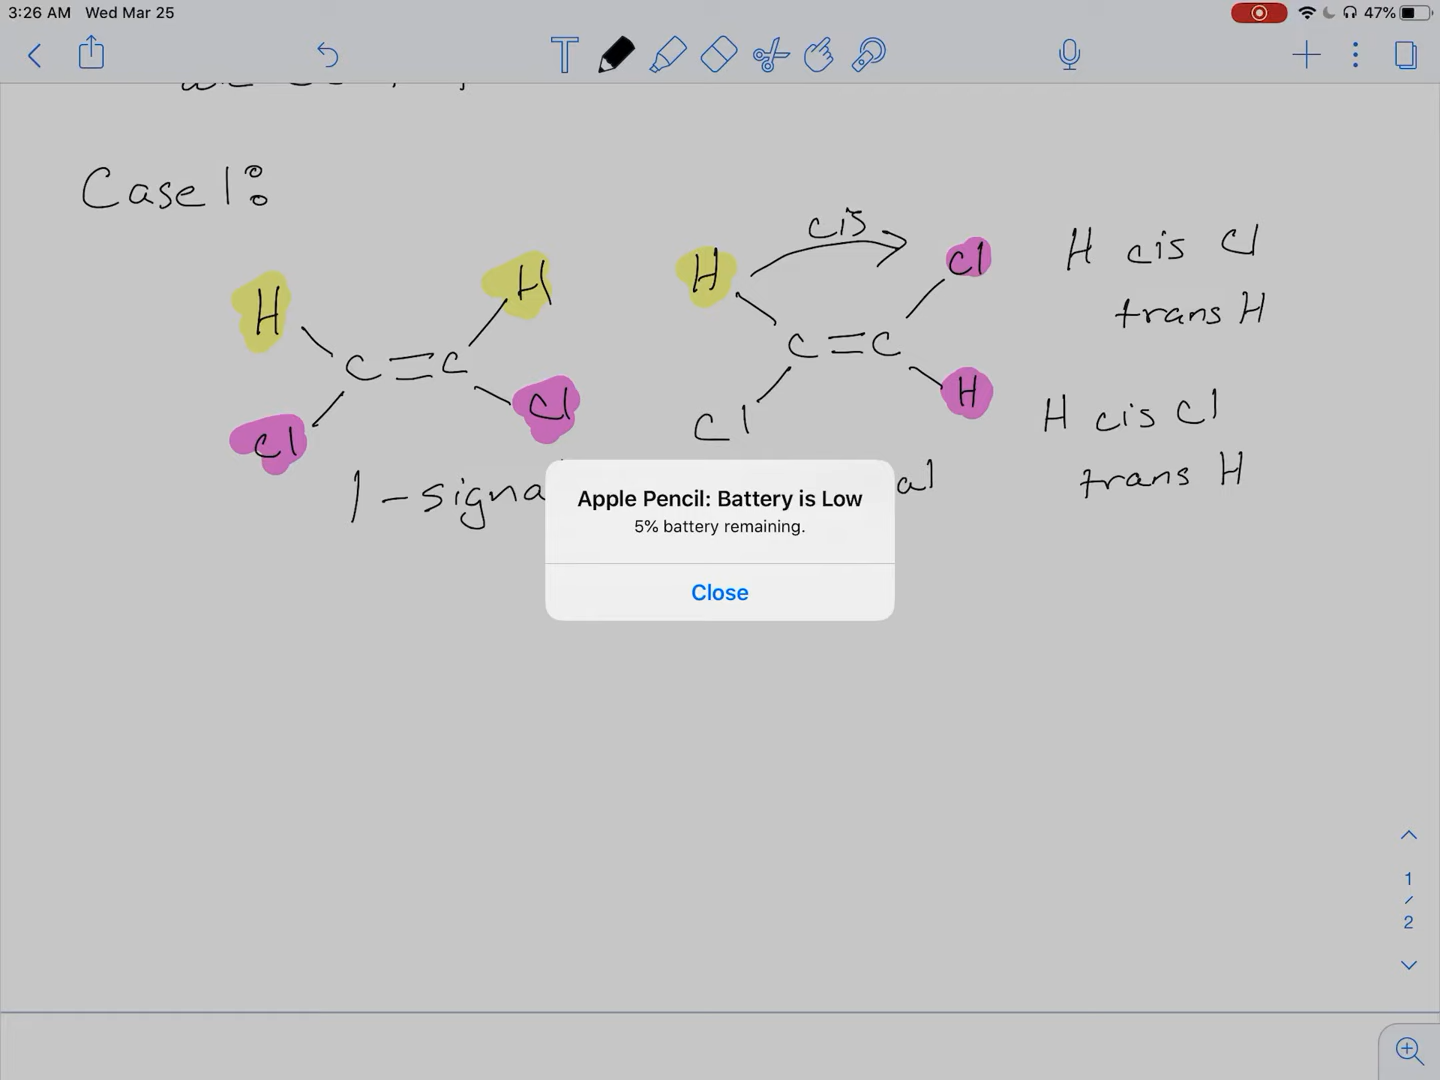 3:26 AM Wed Mar 25
47%
T
Case 1:
cis
H
H
H
Cl
H cis Cl
trans H
C=C
C=C
Cl
Cl
Cl
H
H cis Cl
trans H
1-signa
al
Apple Pencil: Battery is Low
5% battery remaining.
Close
1
/
2